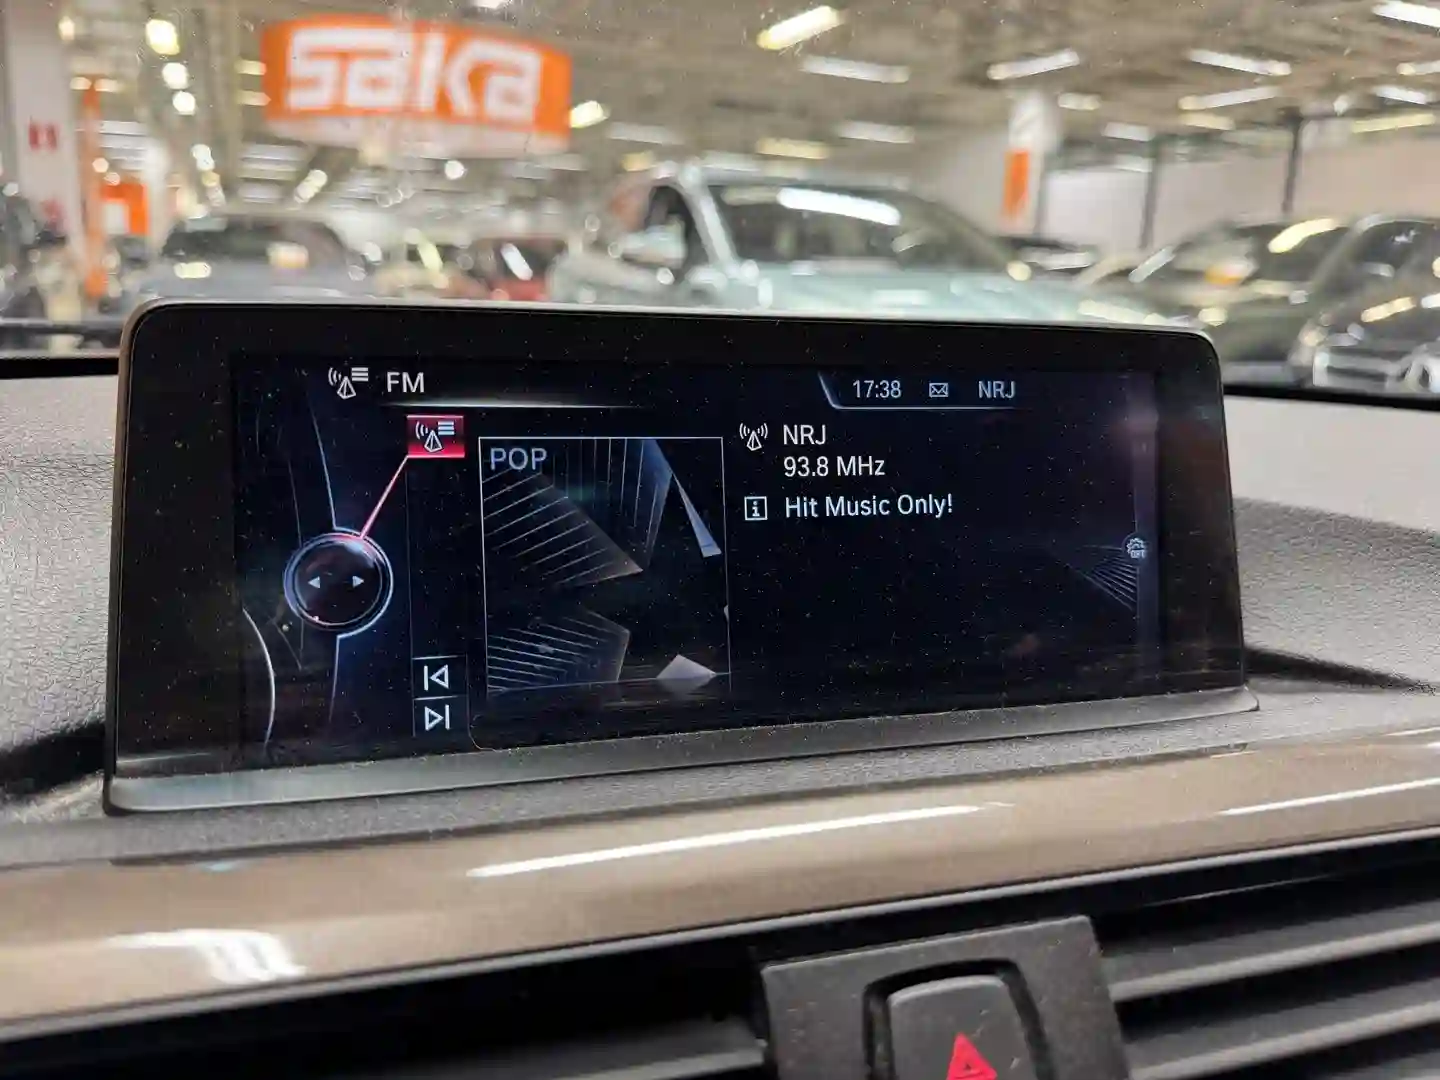 saka
FM
17:38 NRJ
POP
NRJ
93.8 MHz
Hit Music Only!